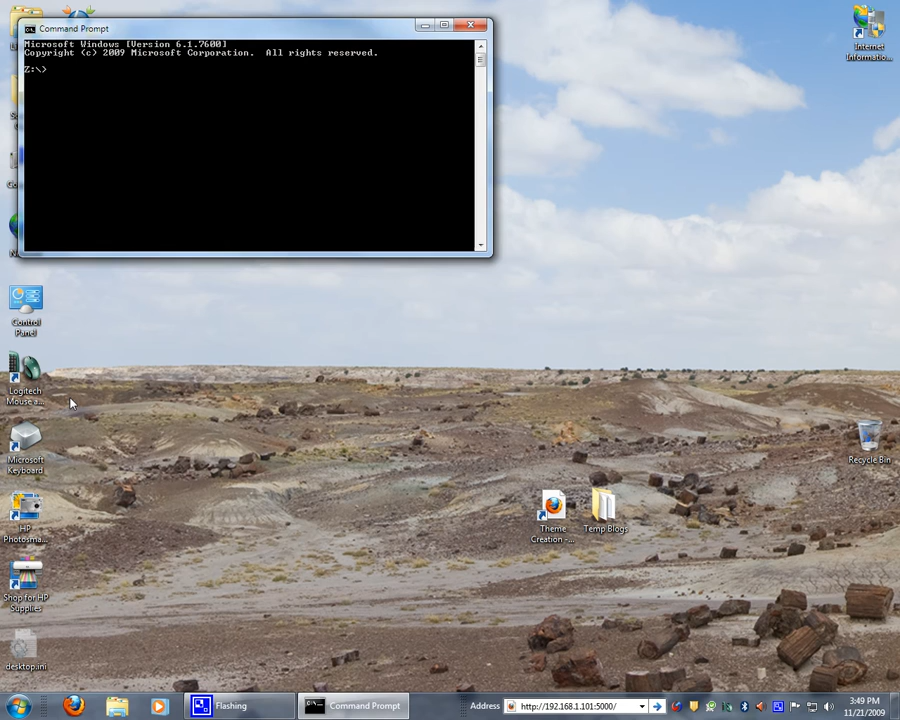 Command Prompt
Microsoft Windows [Version 6.1.7600]
Copyright (c) 2009 Microsoft Corporation.  All rights reserved.
Z:\>
Internet
Informatio...
Control
Panel
Logitech
Mouse a...
Microsoft
Keyboard
HP
Photosma...
Shop for HP
Supplies
desktop.ini
Theme
Creation -...
Temp Blogs
Recycle Bin
Flashing
Command Prompt
Address
http://192.168.1.101:5000/
3:49 PM
11/21/2009